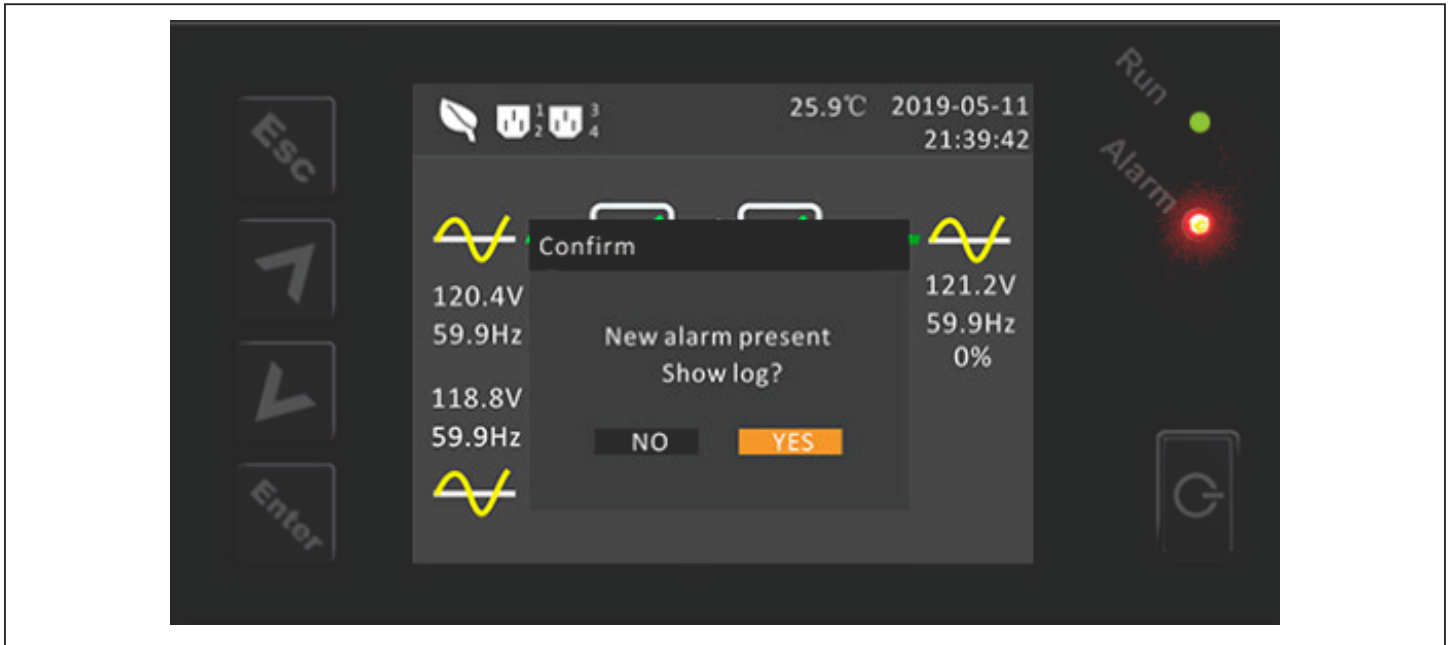 Esc
Enter
1
2
3
4
25.9℃ 2019-05-11
21:39:42
120.4V
59.9Hz
118.8V
59.9Hz
Confirm
New alarm present
Show log?
NO YES
121.2V
59.9Hz
0%
Run
Alarm